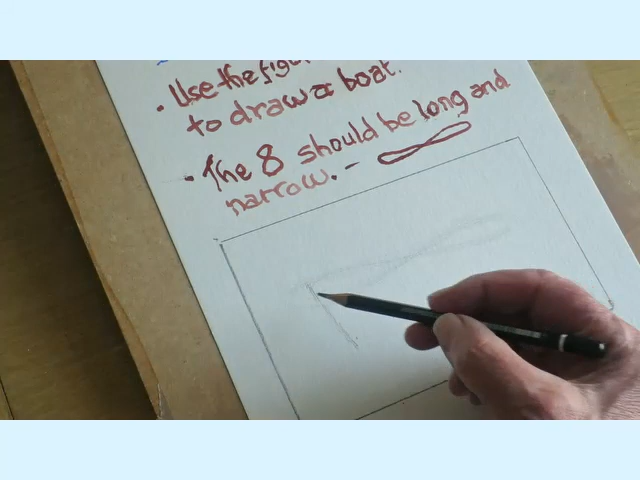 • Use the
to draw a boat.
• The 8 should be long and
narrow. -